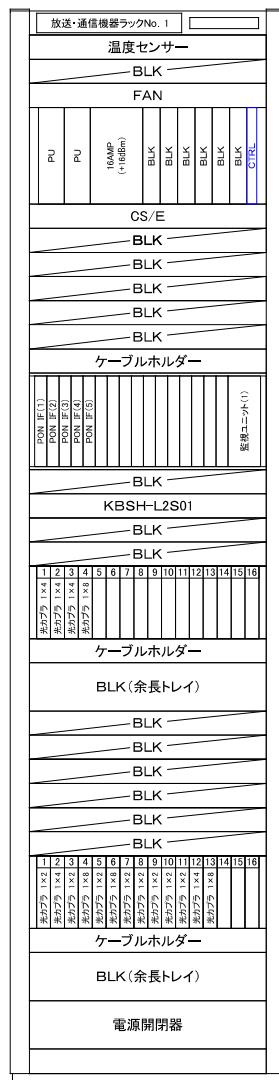 放送・通信機器ラックNo. 1
温度センサー
BLK
FAN
PU
PU
16AMP
(+16dBm)
BLK
BLK
BLK
BLK
BLK
BLK
CTRL
CS/E
BLK
BLK
BLK
BLK
BLK
ケーブルホルダー
PON IF(1)
PON IF(2)
PON IF(3)
PON IF(4)
PON IF(5)
監視ユニット(1)
BLK
KBSH-L2S01
BLK
BLK
1 2 3 4 5 6 7 8 9 10 11 12 13 14 15 16
光カプラ 1×4
光カプラ 1×4
光カプラ 1×4
光カプラ 1×8
ケーブルホルダー
BLK(余長トレイ)
BLK
BLK
BLK
BLK
BLK
BLK
1 2 3 4 5 6 7 8 9 10 11 12 13 14 15 16
光カプラ 1×2
光カプラ 1×4
光カプラ 1×2
光カプラ 1×8
光カプラ 1×2
光カプラ 1×8
光カプラ 1×2
光カプラ 1×2
光カプラ 1×2
光カプラ 1×2
光カプラ 1×2
光カプラ 1×4
光カプラ 1×8
ケーブルホルダー
BLK(余長トレイ)
電源開閉器